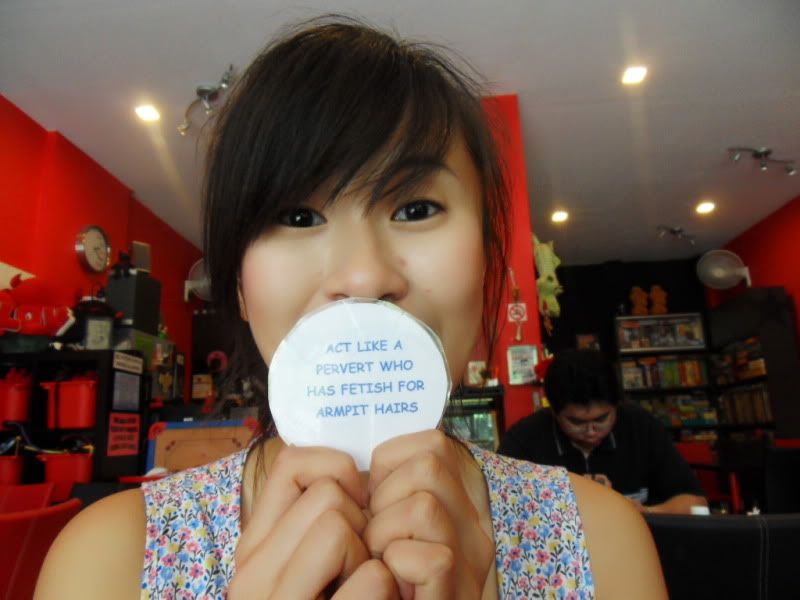 ACT LIKE A
PERVERT WHO
HAS FETISH FOR
ARMPIT HAIRS